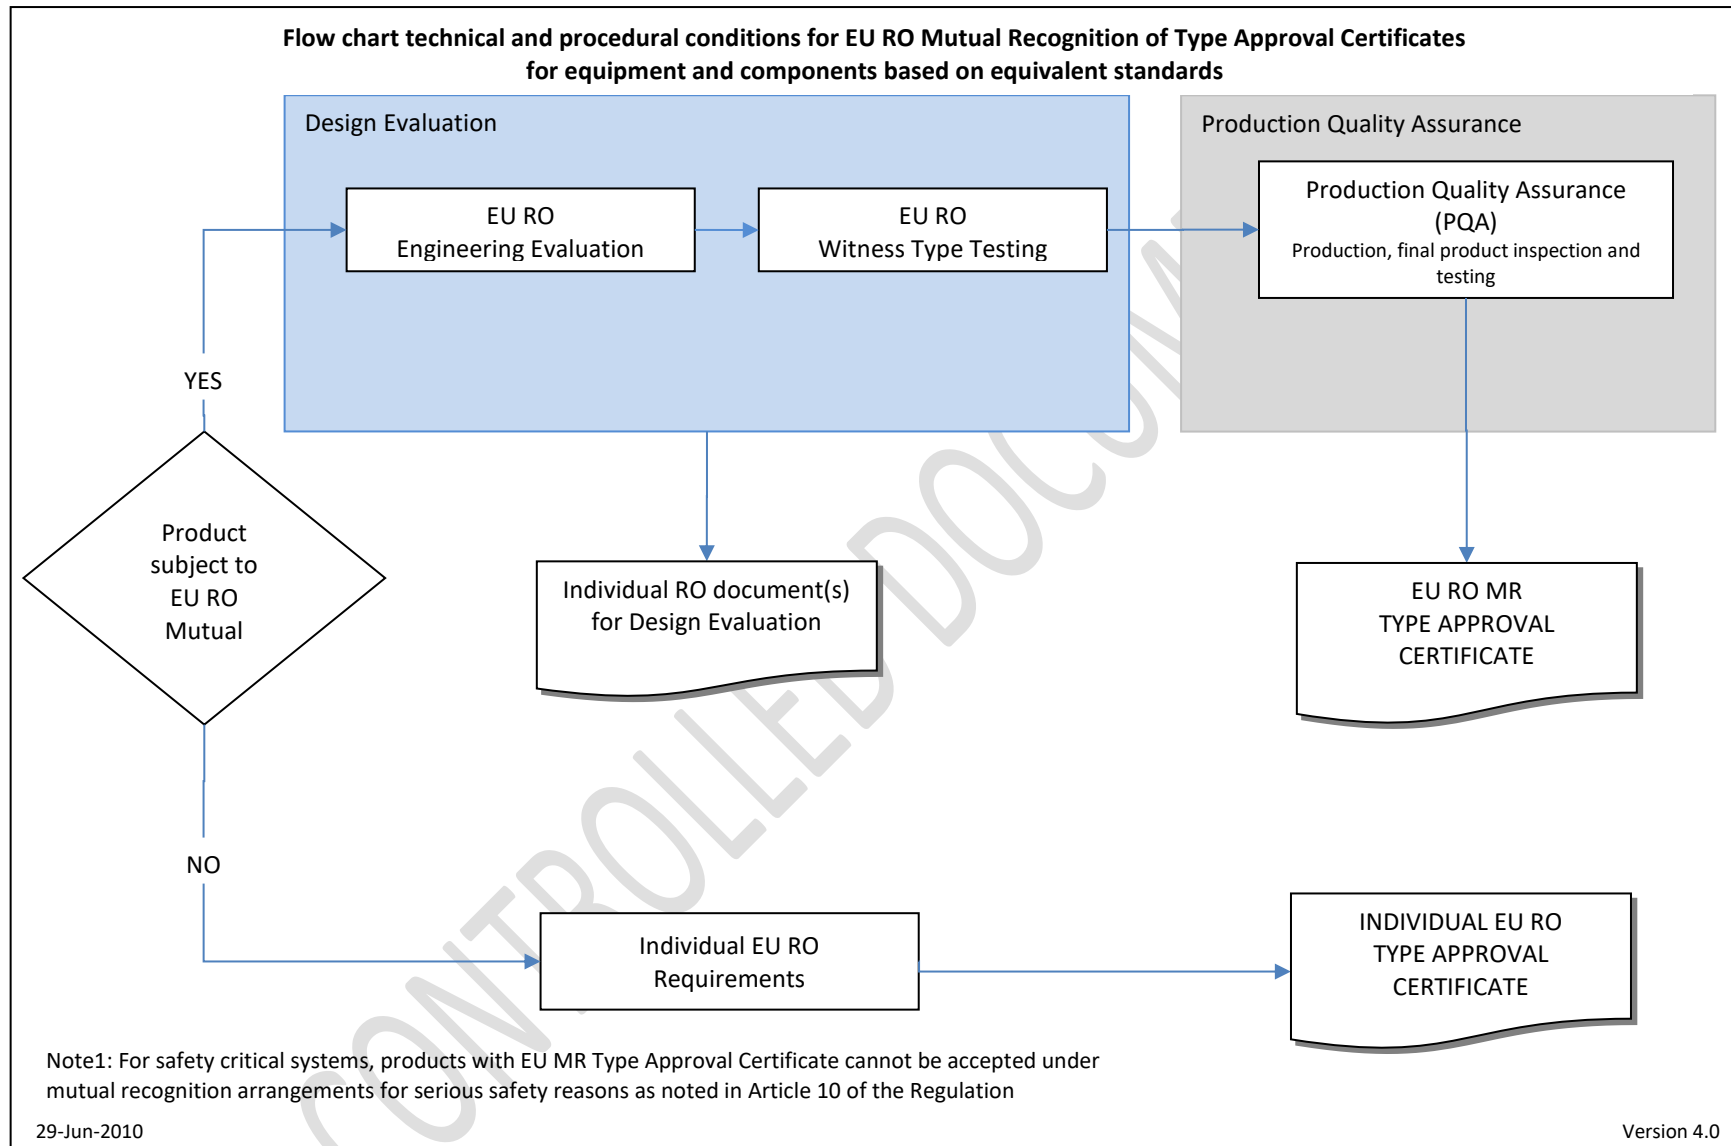 Flow chart technical and procedural conditions for EU RO Mutual Recognition of Type Approval Certificates
for equipment and components based on equivalent standards
Design Evaluation
Production Quality Assurance
EU RO
Engineering Evaluation
EU RO
Witness Type Testing
Production Quality Assurance
(PQA)
Production, final product inspection and
testing
YES
Product
subject to
EU RO
Mutual
Individual RO document(s)
for Design Evaluation
EU RO MR
TYPE APPROVAL
CERTIFICATE
NO
Individual EU RO
Requirements
INDIVIDUAL EU RO
TYPE APPROVAL
CERTIFICATE
Note1: For safety critical systems, products with EU MR Type Approval Certificate cannot be accepted under
mutual recognition arrangements for serious safety reasons as noted in Article 10 of the Regulation
29-Jun-2010
Version 4.0
CONTROLLED